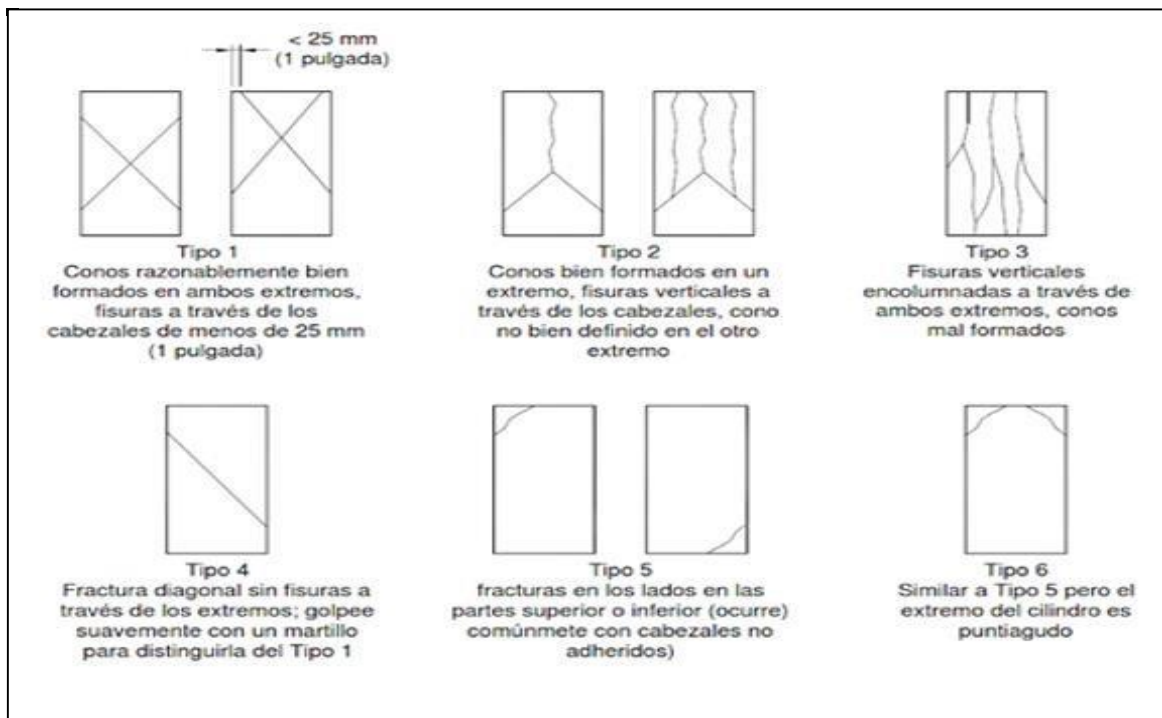 < 25 mm
(1 pulgada)
Tipo 1
Conos razonablemente bien
formados en ambos extremos,
fisuras a través de los
cabezales de menos de 25 mm
(1 pulgada)
Tipo 2
Conos bien formados en un
extremo, fisuras verticales a
través de los cabezales, cono
no bien definido en el otro
extremo
Tipo 3
Fisuras verticales
encolumnadas a través de
ambos extremos, conos
mal formados
Tipo 4
Fractura diagonal sin fisuras a
través de los extremos; golpee
suavemente con un martillo
para distinguirla del Tipo 1
Tipo 5
fracturas en los lados en las
partes superior o inferior (ocurre)
comúnmete con cabezales no
adheridos)
Tipo 6
Similar a Tipo 5 pero el
extremo del cilindro es
puntiagudo